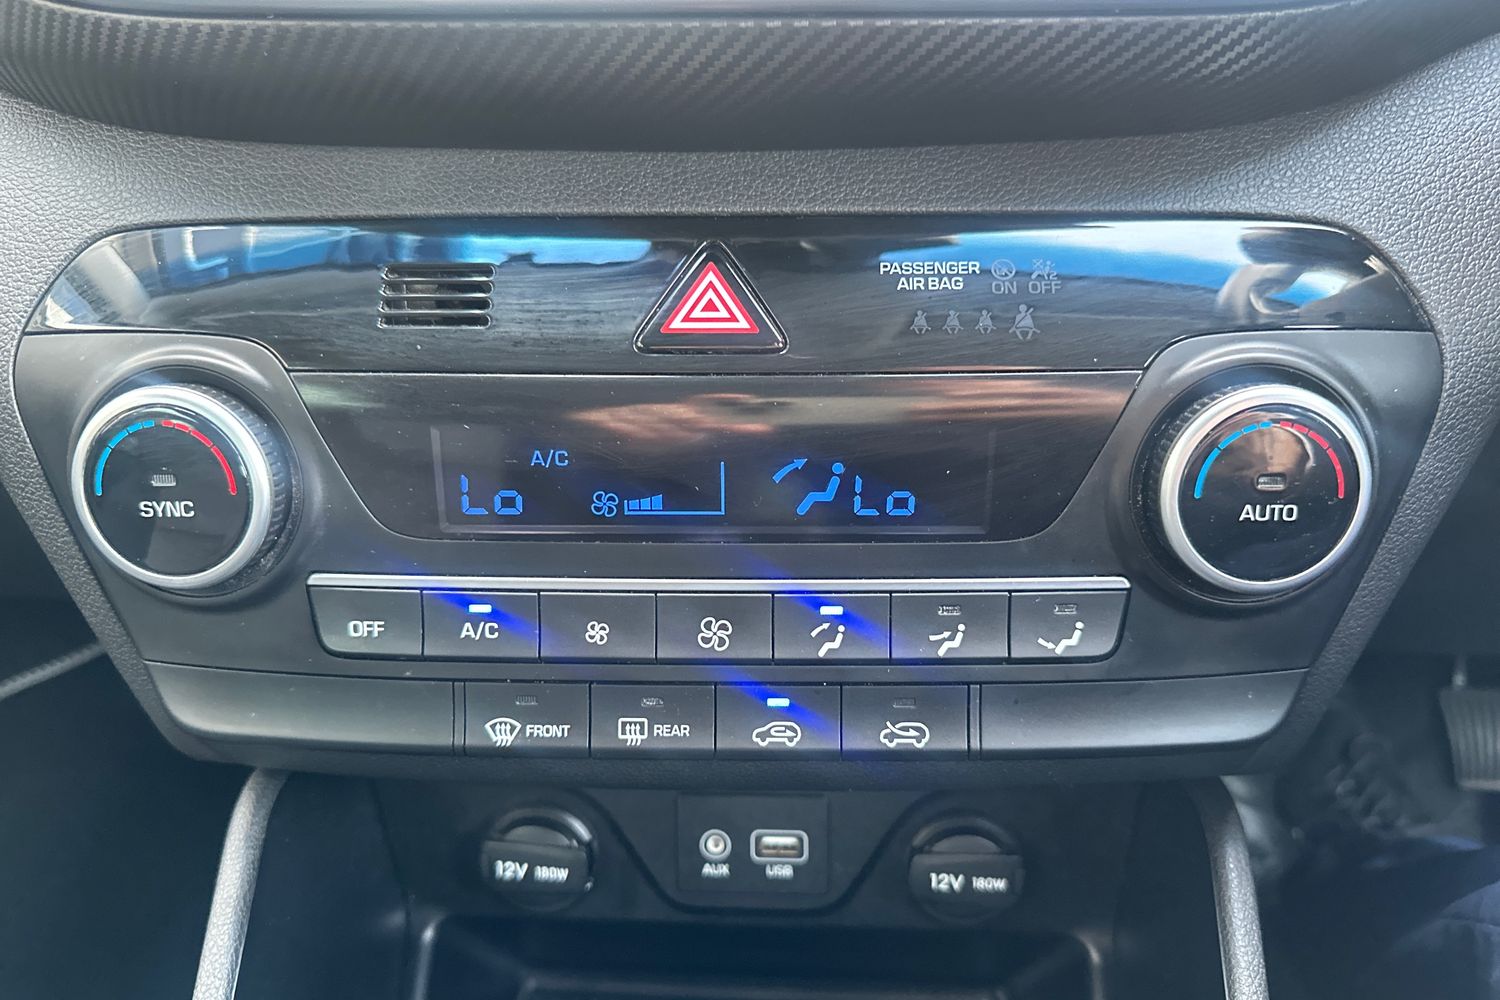 PASSENGER
AIR BAG
ON OFF
A/C
Lo
Lo
SYNC
AUTO
OFF
A/C
FRONT
REAR
12V 180W
AUX
USB
12V 180W